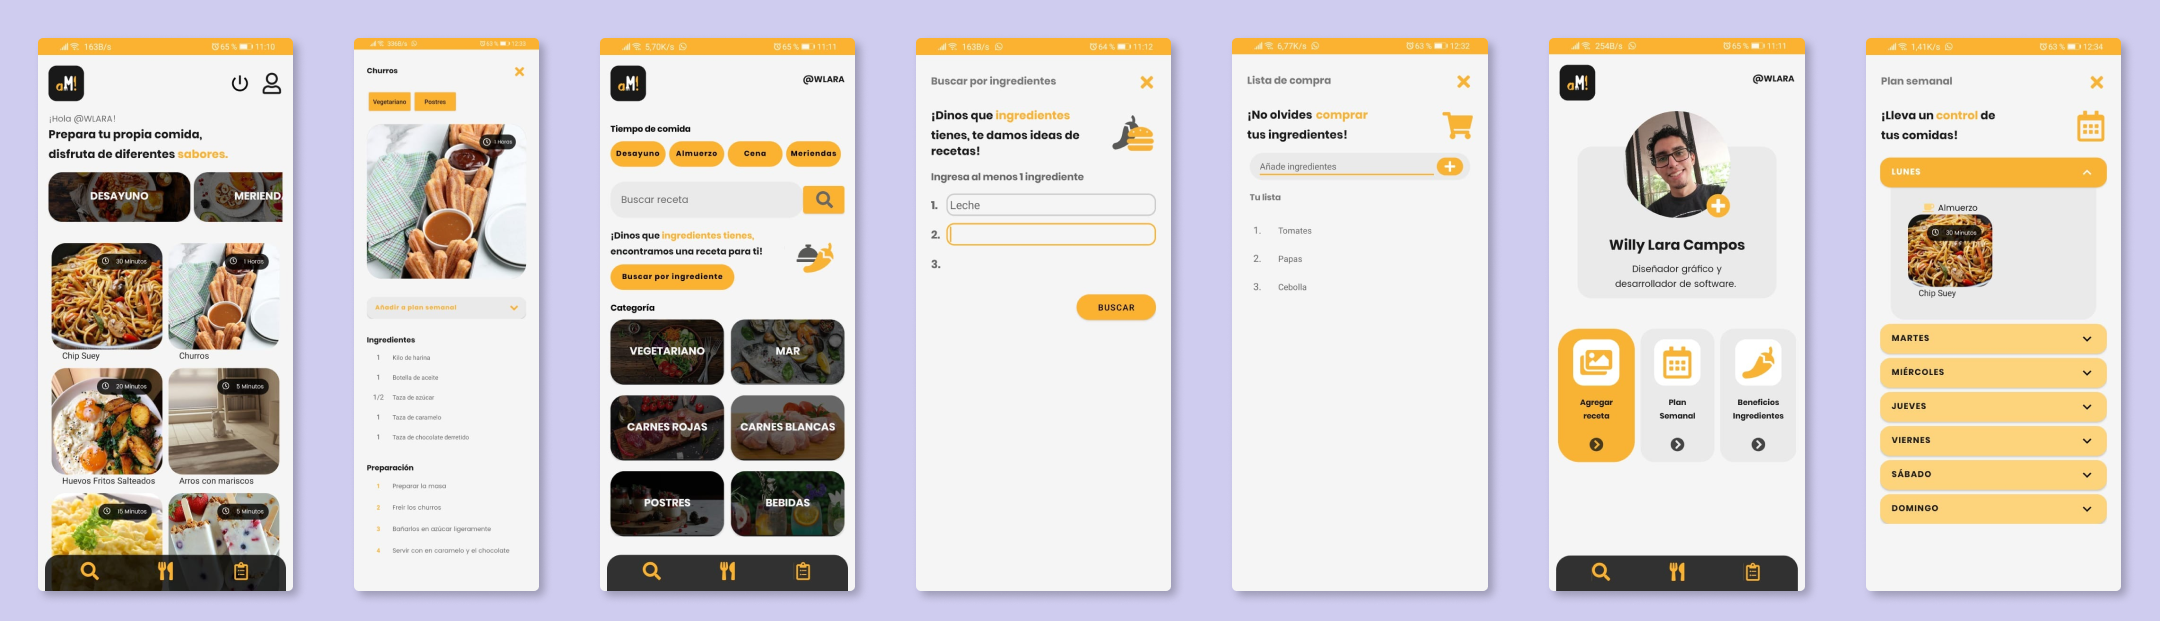 163B/s
65 % 11:10
aM!
¡Hola @WLARA!
Prepara tu propia comida,
disfruta de diferentes sabores.
DESAYUNO
MERIEND
30 Minutos
1 Horas
Chip Suey
Churros
20 Minutos
5 Minutos
Huevos Fritos Salteados
Arros con mariscos
15 Minutos
5 Minutos
63 % 12:33
Churros
Vegetariano
Postres
1 Horas
Añadir a plan semanal
Ingredientes
1 Kilo de harina
1 Botella de aceite
1/2 Taza de azúcar
1 Taza de caramelo
1 Taza de chocolate derretido
Preparación
1 Preparar la masa
2 Freír los churros
3 Bañarlos en azúcar ligeramente
4 Servir con en caramelo y el chocolate
5,70K/s
65 % 11:11
aM!
@WLARA
Tiempo de comida
Desayuno
Almuerzo
Cena
Meriendas
Buscar receta
¡Dinos que ingredientes tienes,
encontramos una receta para ti!
Buscar por ingrediente
Categoría
VEGETARIANO
MAR
CARNES ROJAS
CARNES BLANCAS
POSTRES
BEBIDAS
163B/s
64 % 11:12
Buscar por ingredientes
¡Dinos que ingredientes
tienes, te damos ideas de
recetas!
Ingresa al menos 1 ingrediente
1. Leche
2.
3.
BUSCAR
6,77K/s
63 % 12:32
Lista de compra
¡No olvides comprar
tus ingredientes!
Añade ingredientes
Tu lista
1. Tomates
2. Papas
3. Cebolla
254B/s
65 % 11:11
aM!
@WLARA
Willy Lara Campos
Diseñador gráfico y
desarrollador de software.
Agregar
receta
Plan
Semanal
Beneficios
Ingredientes
1,41K/s
63 % 12:34
Plan semanal
¡Lleva un control de
tus comidas!
LUNES
Almuerzo
30 Minutos
Chip Suey
MARTES
MIÉRCOLES
JUEVES
VIERNES
SÁBADO
DOMINGO